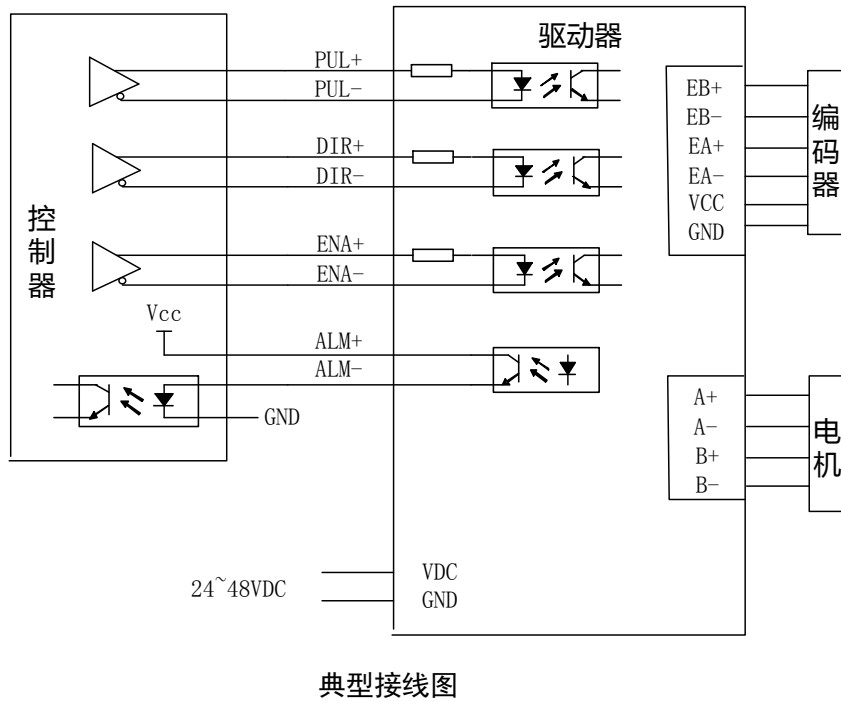 驱动器
控制器
PUL+
PUL-
DIR+
DIR-
ENA+
ENA-
Vcc
ALM+
ALM-
GND
EB+
EB-
EA+
EA-
VCC
GND
编码器
A+
A-
B+
B-
电机
24~48VDC
VDC
GND
典型接线图